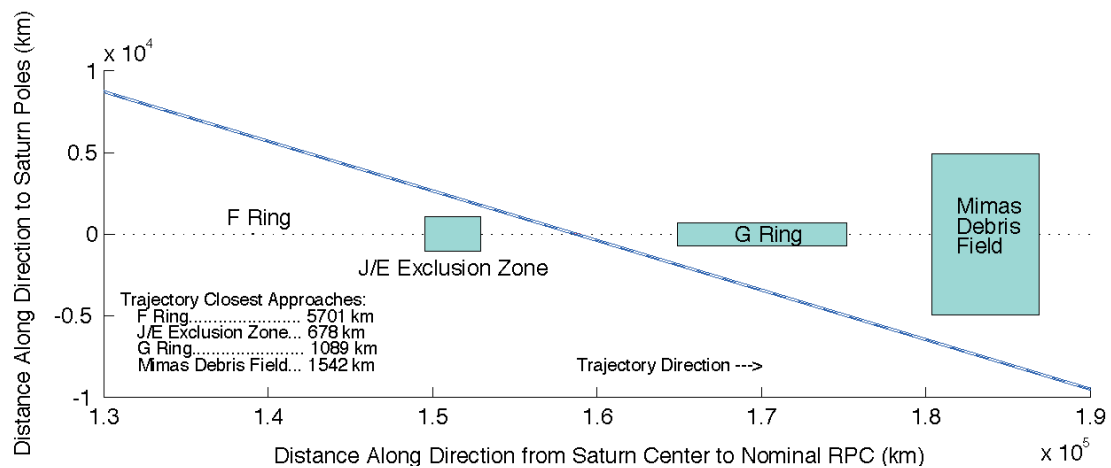 Distance Along Direction to Saturn Poles (km)
x 10^4
1
0.5
0
-0.5
-1
F Ring
J/E Exclusion Zone
G Ring
Mimas
Debris
Field
Trajectory Closest Approaches:
F Ring....................... 5701 km
J/E Exclusion Zone... 678 km
G Ring....................... 1089 km
Mimas Debris Field... 1542 km
Trajectory Direction --->
1.3 1.4 1.5 1.6 1.7 1.8 1.9
Distance Along Direction from Saturn Center to Nominal RPC (km)
x 10^5